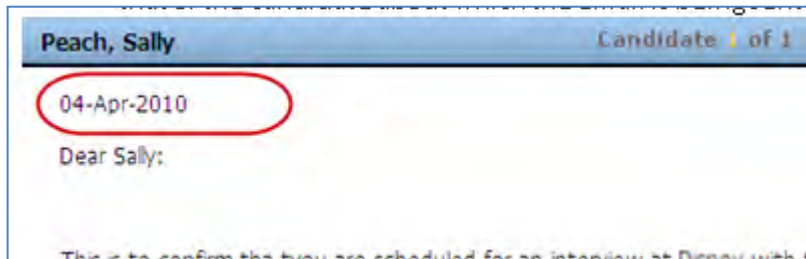 Peach, Sally Candidate 1 of 1
04-Apr-2010
Dear Sally:
This is to confirm tha tyou are scheduled for an interview at Disney with